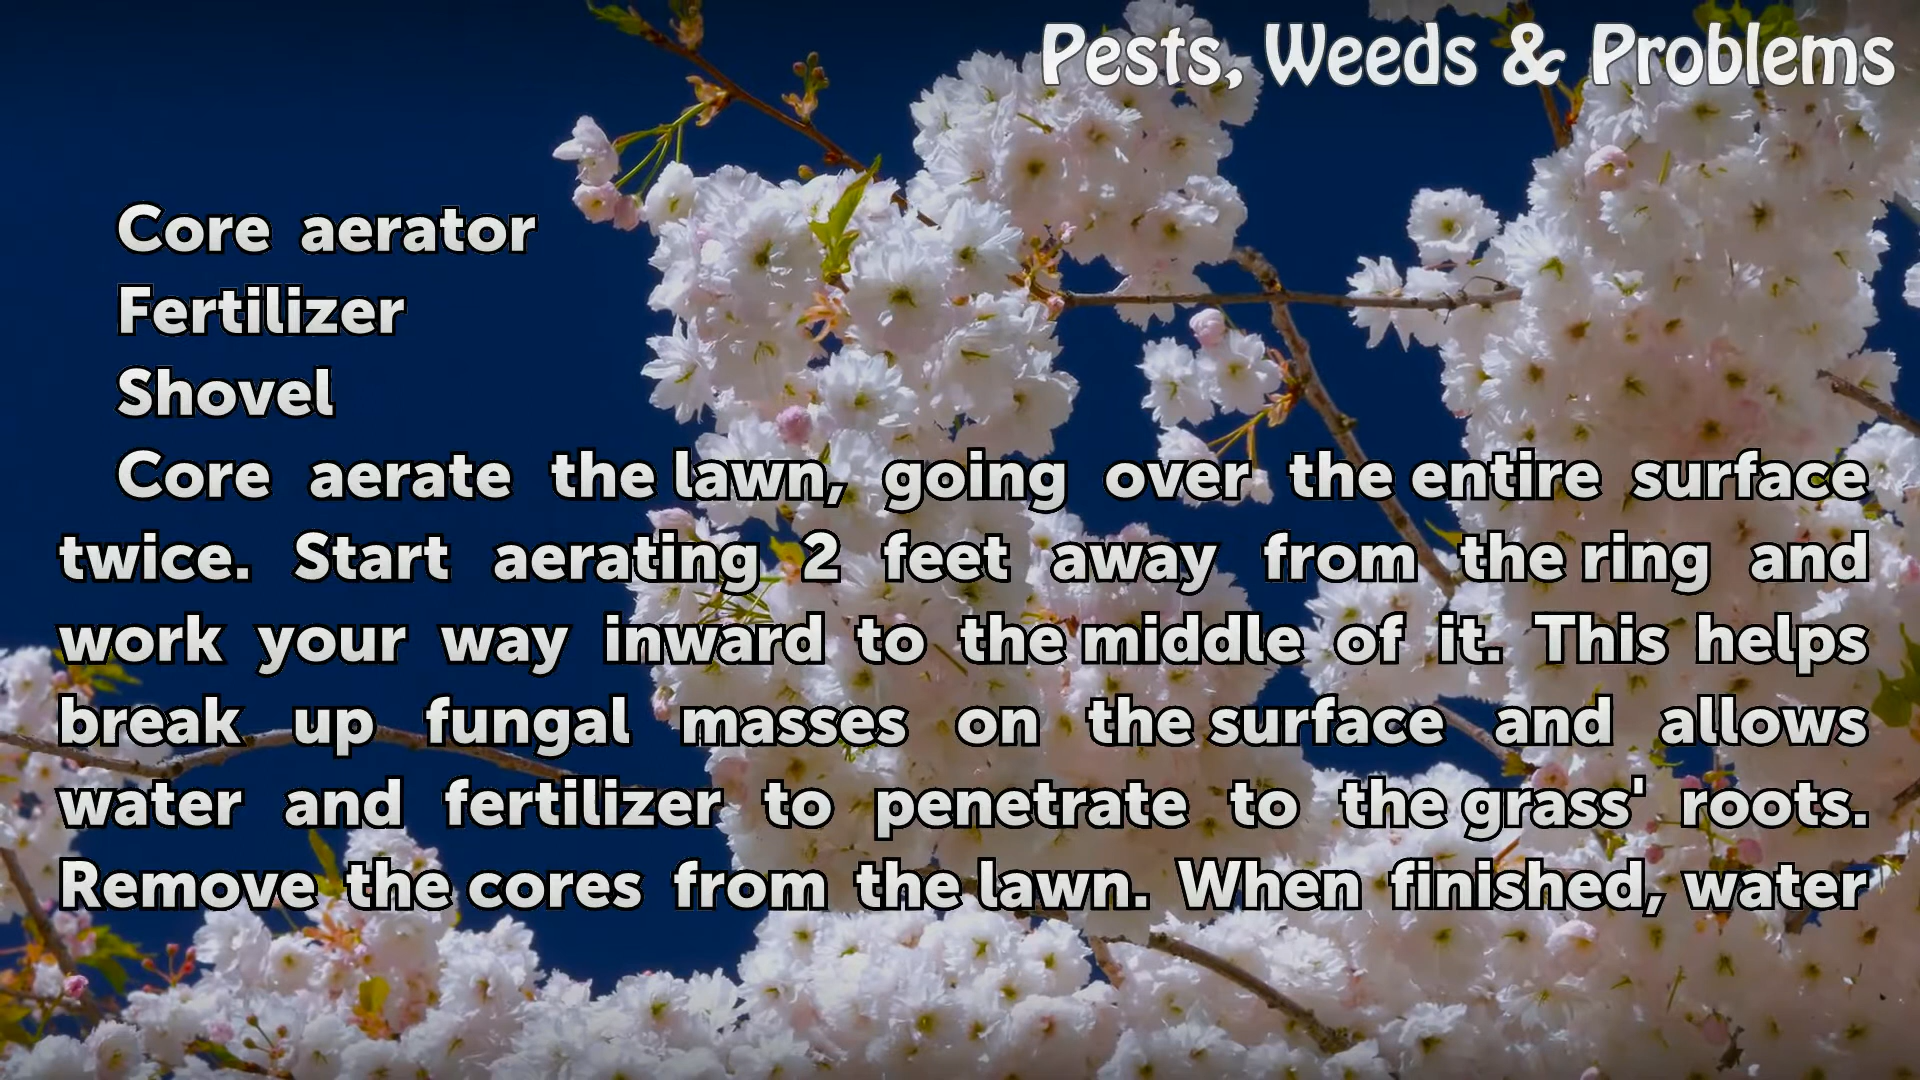 Pests, Weeds & Problems
Core aerator
Fertilizer
Shovel
Core aerate the lawn, going over the entire surface
twice. Start aerating 2 feet away from the ring and
work your way inward to the middle of it. This helps
break up fungal masses on the surface and allows
water and fertilizer to penetrate to the grass' roots.
Remove the cores from the lawn. When finished, water